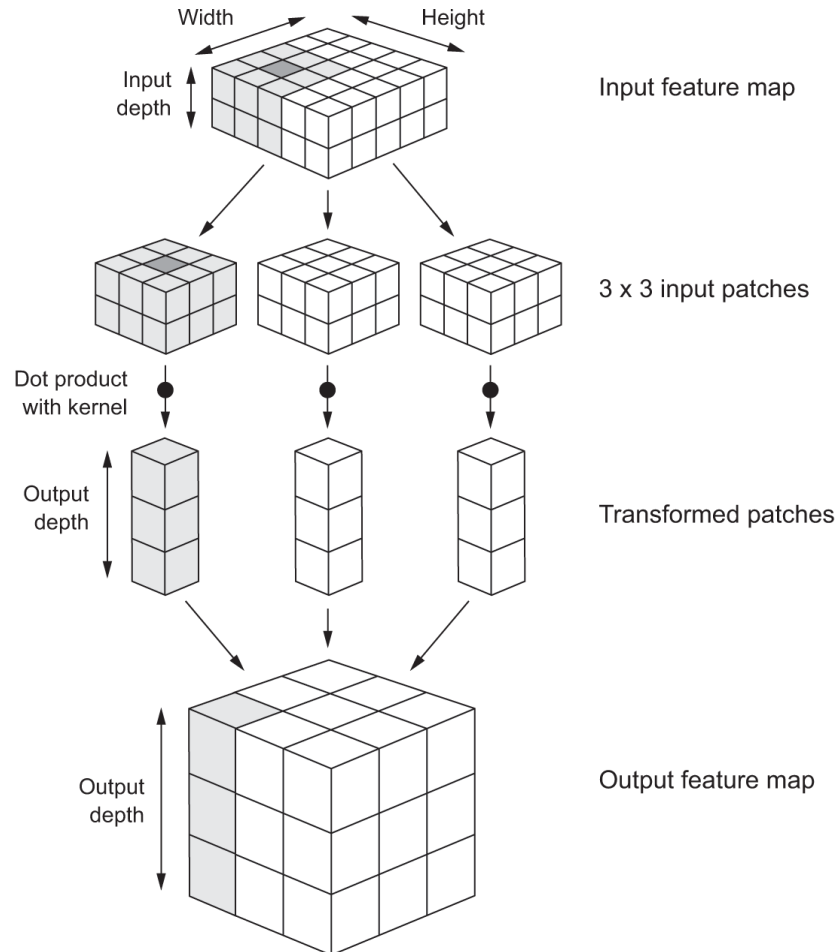 Width
Height
Input
depth
Input feature map
3 x 3 input patches
Dot product
with kernel
Output
depth
Transformed patches
Output
depth
Output feature map